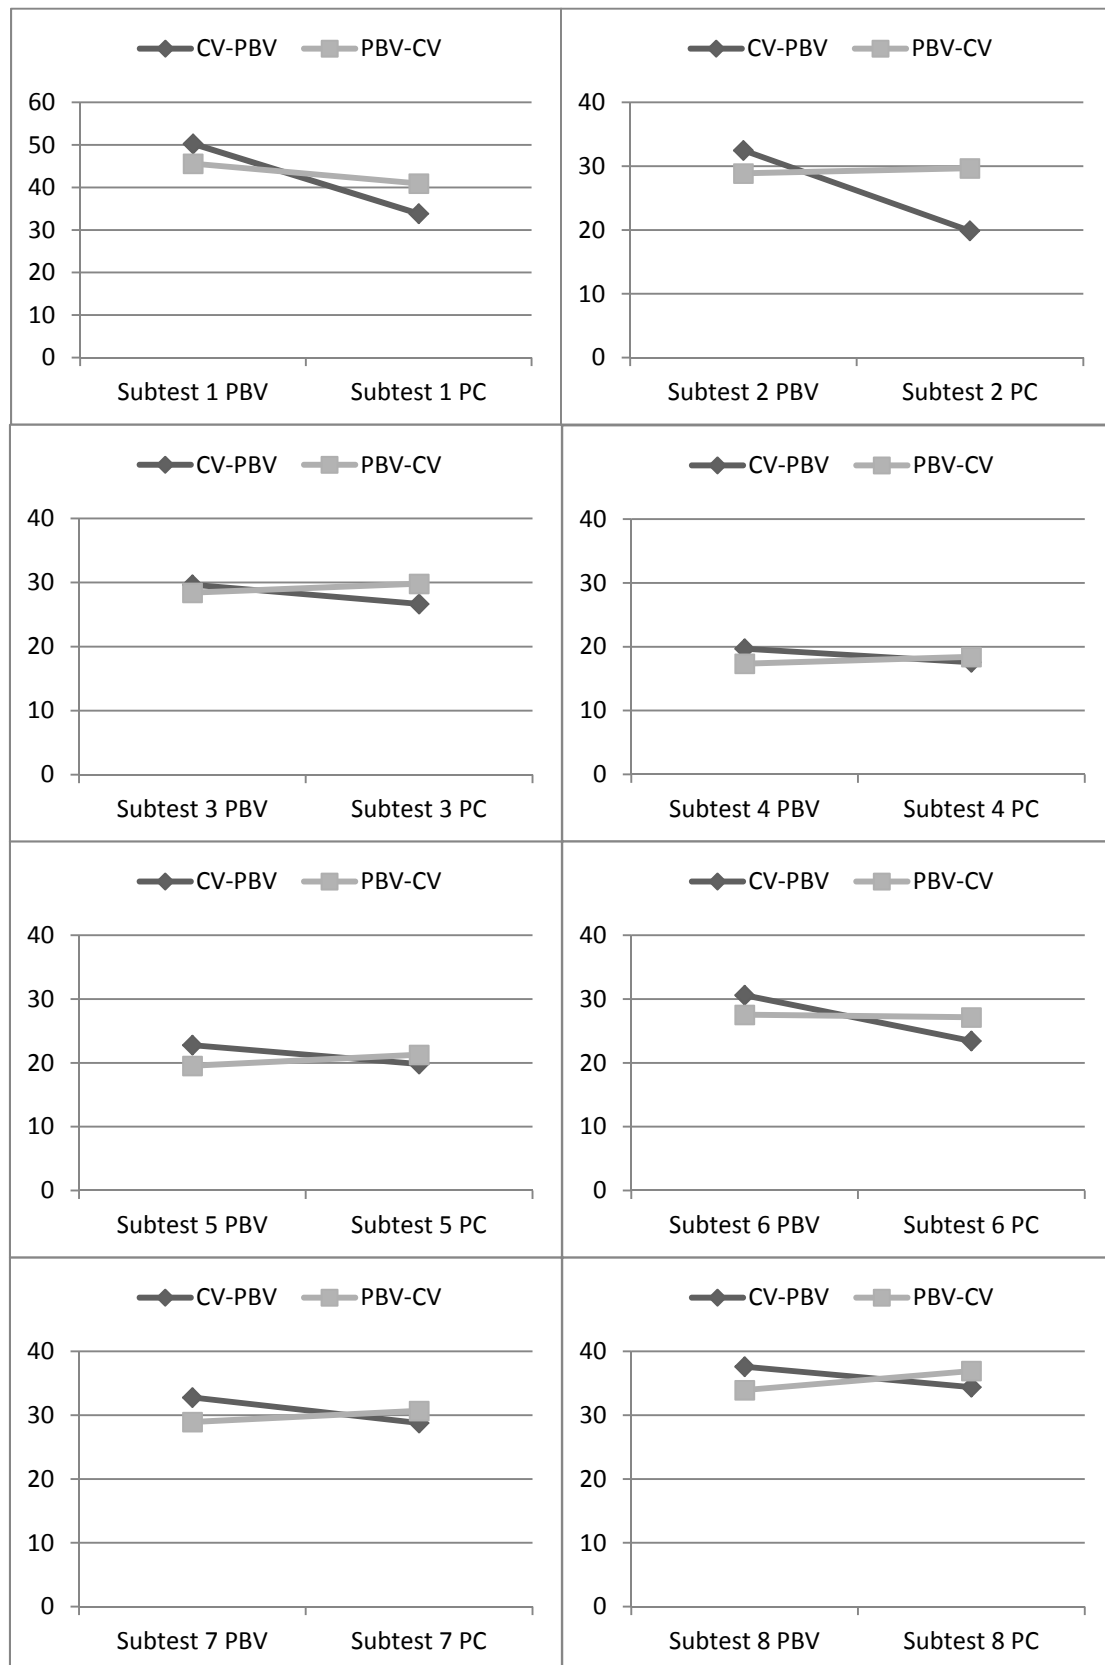 CV-PBV PBV-CV
60
50
40
30
20
10
0
Subtest 1 PBV Subtest 1 PC
CV-PBV PBV-CV
40
30
20
10
0
Subtest 2 PBV Subtest 2 PC
CV-PBV PBV-CV
40
30
20
10
0
Subtest 3 PBV Subtest 3 PC
CV-PBV PBV-CV
40
30
20
10
0
Subtest 4 PBV Subtest 4 PC
CV-PBV PBV-CV
40
30
20
10
0
Subtest 5 PBV Subtest 5 PC
CV-PBV PBV-CV
40
30
20
10
0
Subtest 6 PBV Subtest 6 PC
CV-PBV PBV-CV
40
30
20
10
0
Subtest 7 PBV Subtest 7 PC
CV-PBV PBV-CV
40
30
20
10
0
Subtest 8 PBV Subtest 8 PC